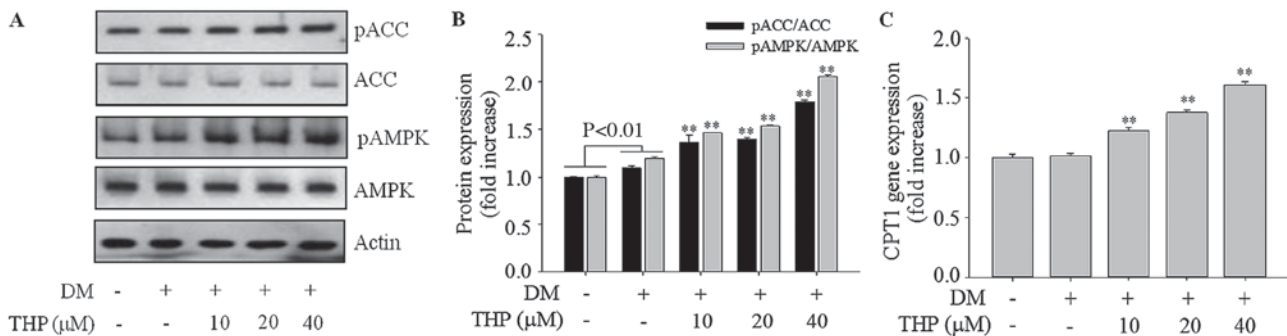 A
pACC
ACC
pAMPK
AMPK
Actin
DM - + + + +
THP (μM) - - 10 20 40
B
pACC/ACC
pAMPK/AMPK
Protein expression
(fold increase)
2.5
2.0
1.5
1.0
0.5
0.0
P<0.01
** **
** **
** **
DM - + + + +
THP (μM) - - 10 20 40
C
CPT1 gene expression
(fold increase)
2.0
1.5
1.0
0.5
0.0
**
**
**
DM - + + + +
THP (μM) - - 10 20 40